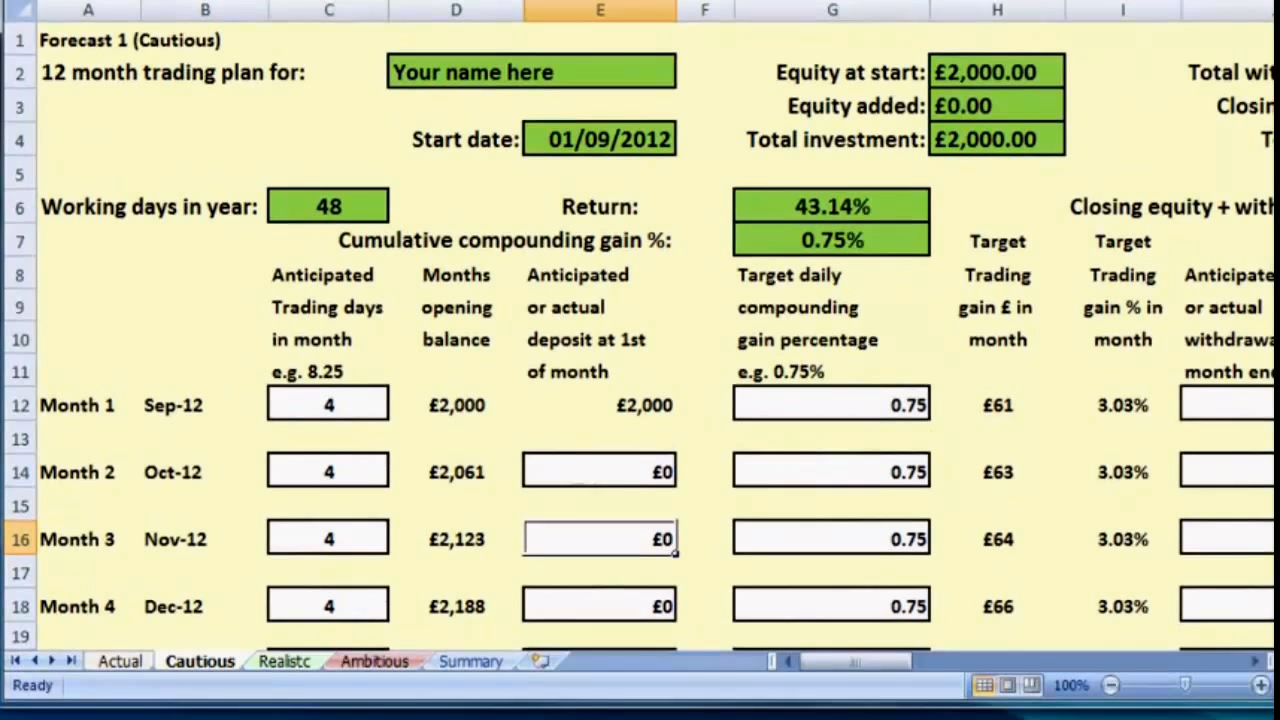 A B C D E F G H I
1 Forecast 1 (Cautious)
2 12 month trading plan for: Your name here Equity at start: £2,000.00 Total wit
3 Equity added: £0.00 Closin
4 Start date: 01/09/2012 Total investment: £2,000.00 T
5
6 Working days in year: 48 Return: 43.14% Closing equity + with
7 Cumulative compounding gain %: 0.75% Target Target
8 Anticipated Months Anticipated Target daily Trading Trading Anticipate
9 Trading days opening or actual compounding gain £ in gain % in or actual
10 in month balance deposit at 1st gain percentage month month withdrawa
11 e.g. 8.25 of month e.g. 0.75% month end
12 Month 1 Sep-12 4 £2,000 £2,000 0.75 £61 3.03%
13
14 Month 2 Oct-12 4 £2,061 £0 0.75 £63 3.03%
15
16 Month 3 Nov-12 4 £2,123 £0 0.75 £64 3.03%
17
18 Month 4 Dec-12 4 £2,188 £0 0.75 £66 3.03%
19
Actual Cautious Realistc Ambitious Summary
Ready 100%